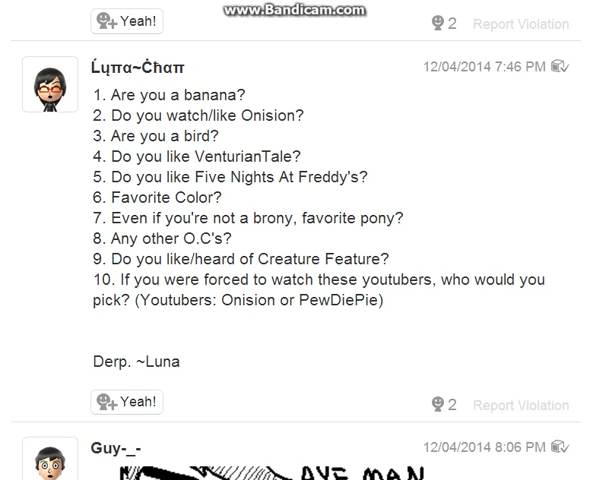 www.Bandicam.com
Yeah!
2 Report Violation
Ĺųπα~Ċħαπ 12/04/2014 7:46 PM
1. Are you a banana?
2. Do you watch/like Onision?
3. Are you a bird?
4. Do you like VenturianTale?
5. Do you like Five Nights At Freddy's?
6. Favorite Color?
7. Even if you're not a brony, favorite pony?
8. Any other O.C's?
9. Do you like/heard of Creature Feature?
10. If you were forced to watch these youtubers, who would you
pick? (Youtubers: Onision or PewDiePie)
Derp. ~Luna
Yeah!
2 Report Violation
Guy-_- 12/04/2014 8:06 PM
AYE MAN